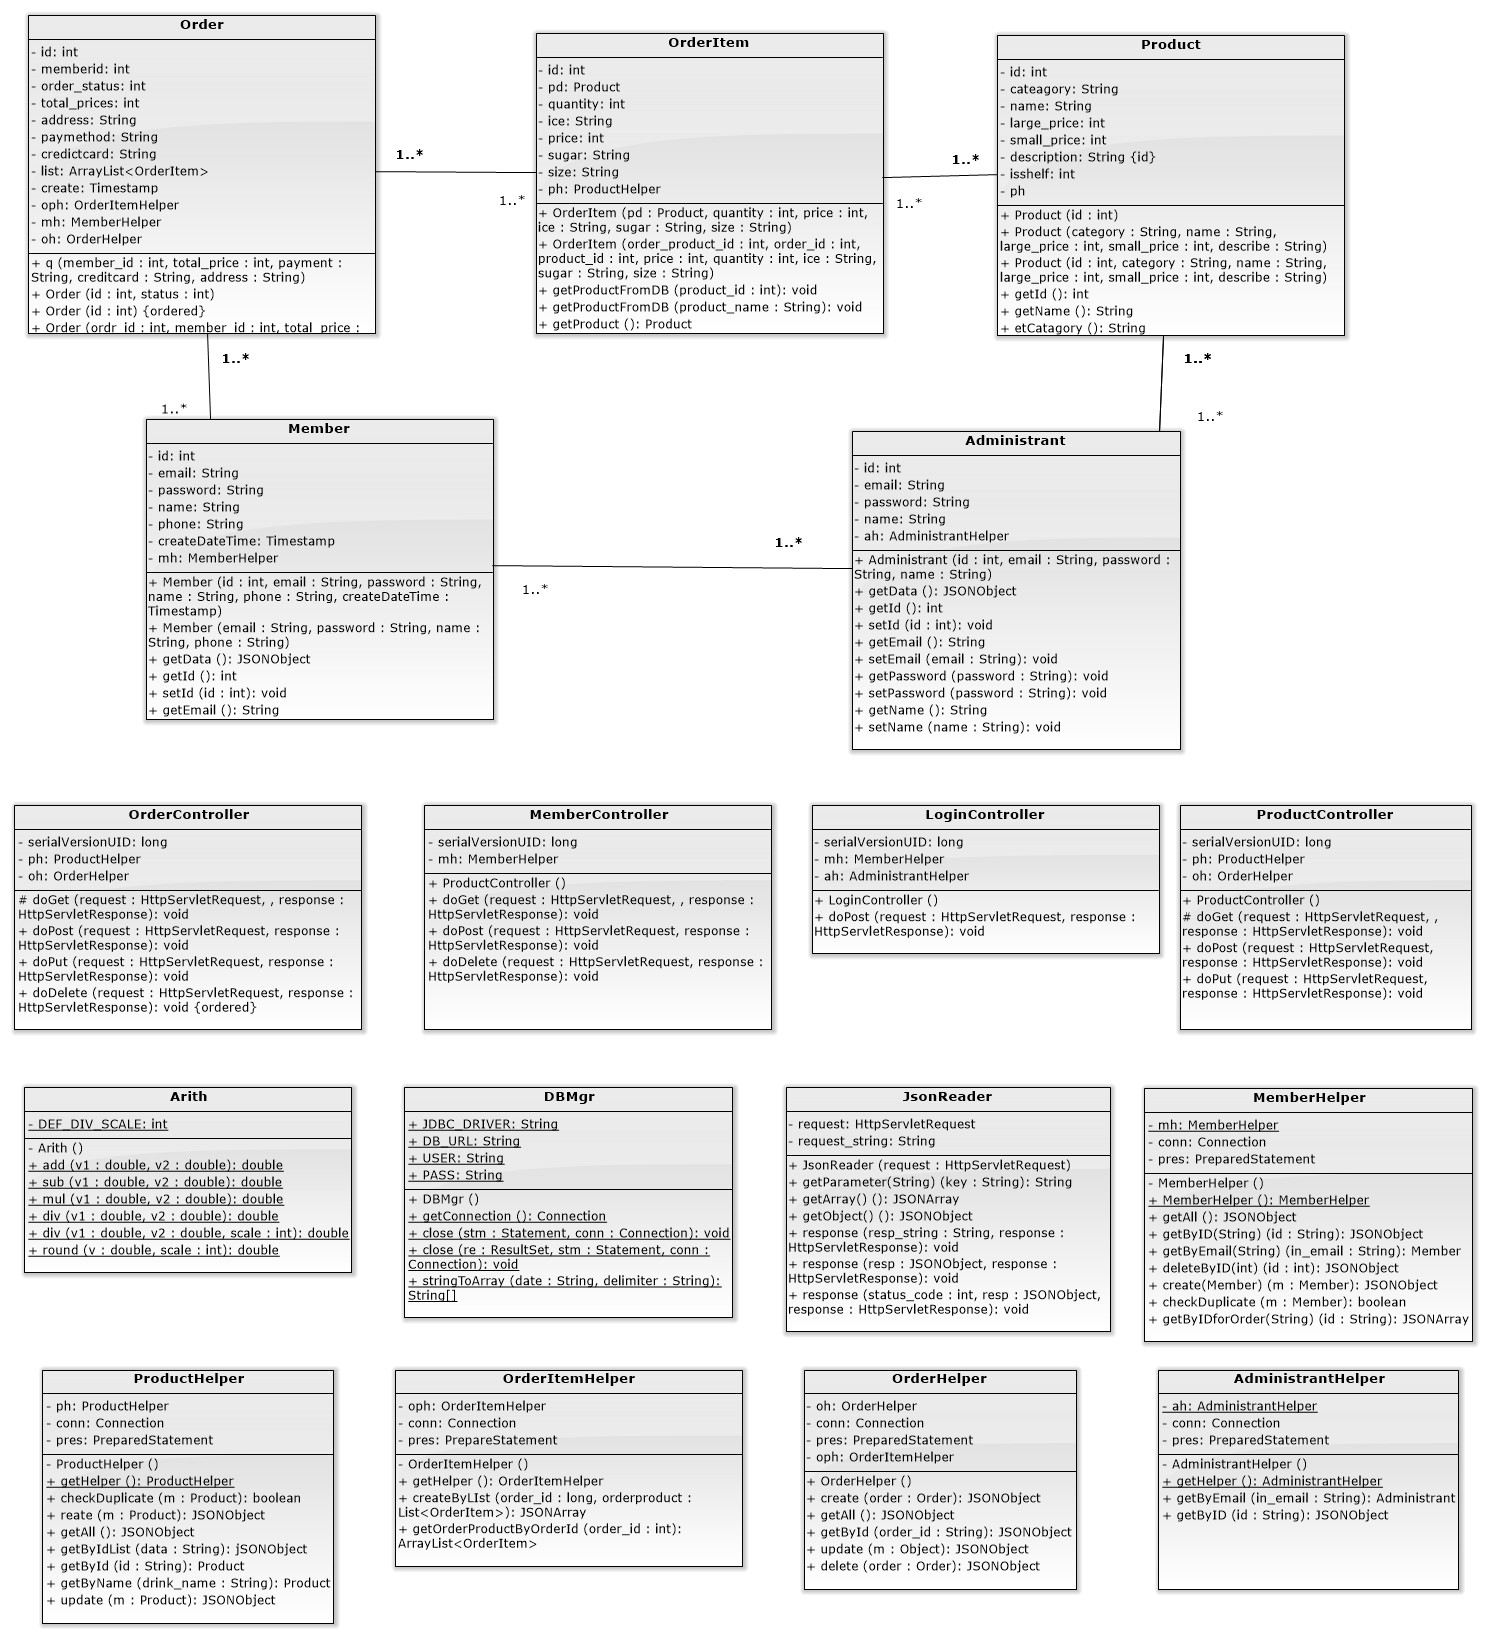 Order
- id: int
- memberid: int
- order_status: int
- total_prices: int
- address: String
- paymethod: String
- credictcard: String
- list: ArrayList<OrderItem>
- create: Timestamp
- oph: OrderItemHelper
- mh: MemberHelper
- oh: OrderHelper
+ q (member_id : int, total_price : int, payment :
String, creditcard : String, address : String)
+ Order (id : int, status : int)
+ Order (id : int) {ordered}
+ Order (ordr_id : int, member_id : int, total_price :
1..*
1..*
OrderItem
- id: int
- pd: Product
- quantity: int
- ice: String
- price: int
- sugar: String
- size: String
- ph: ProductHelper
+ OrderItem (pd : Product, quantity : int, price : int,
ice : String, sugar : String, size : String)
+ OrderItem (order_product_id : int, order_id : int,
product_id : int, price : int, quantity : int, ice : String,
sugar : String, size : String)
+ getProductFromDB (product_id : int): void
+ getProductFromDB (product_name : String): void
+ getProduct (): Product
1..*
1..*
Product
- id: int
- cateagory: String
- name: String
- large_price: int
- small_price: int
- description: String {id}
- isshelf: int
- ph
+ Product (id : int)
+ Product (category : String, name : String,
large_price : int, small_price : int, describe : String)
+ Product (id : int, category : String, name : String,
large_price : int, small_price : int, describe : String)
+ getId (): int
+ getName (): String
+ etCatagory (): String
1..*
1..*
1..*
1..*
Member
- id: int
- email: String
- password: String
- name: String
- phone: String
- createDateTime: Timestamp
- mh: MemberHelper
+ Member (id : int, email : String, password : String,
name : String, phone : String, createDateTime :
Timestamp)
+ Member (email : String, password : String, name :
String, phone : String)
+ getData (): JSONObject
+ getId (): int
+ setId (id : int): void
+ getEmail (): String
1..*
1..*
Administrant
- id: int
- email: String
- password: String
- name: String
- ah: AdministrantHelper
+ Administrant (id : int, email : String, password :
String, name : String)
+ getData (): JSONObject
+ getId (): int
+ setId (id : int): void
+ getEmail (): String
+ setEmail (email : String): void
+ getPassword (password : String): void
+ setPassword (password : String): void
+ getName (): String
+ setName (name : String): void
OrderController
- serialVersionUID: long
- ph: ProductHelper
- oh: OrderHelper
# doGet (request : HttpServletRequest, , response :
HttpServletResponse): void
+ doPost (request : HttpServletRequest, response :
HttpServletResponse): void
+ doPut (request : HttpServletRequest, response :
HttpServletResponse): void
+ doDelete (request : HttpServletRequest, response :
HttpServletResponse): void {ordered}
MemberController
- serialVersionUID: long
- mh: MemberHelper
+ ProductController ()
+ doGet (request : HttpServletRequest, , response :
HttpServletResponse): void
+ doPost (request : HttpServletRequest, response :
HttpServletResponse): void
+ doDelete (request : HttpServletRequest, response :
HttpServletResponse): void
LoginController
- serialVersionUID: long
- mh: MemberHelper
- ah: AdministrantHelper
+ LoginController ()
+ doPost (request : HttpServletRequest, response :
HttpServletResponse): void
ProductController
- serialVersionUID: long
- ph: ProductHelper
- oh: OrderHelper
+ ProductController ()
# doGet (request : HttpServletRequest, ,
response : HttpServletResponse): void
+ doPost (request : HttpServletRequest,
response : HttpServletResponse): void
+ doPut (request : HttpServletRequest,
response : HttpServletResponse): void
Arith
- DEF_DIV_SCALE: int
- Arith ()
+ add (v1 : double, v2 : double): double
+ sub (v1 : double, v2 : double): double
+ mul (v1 : double, v2 : double): double
+ div (v1 : double, v2 : double): double
+ div (v1 : double, v2 : double, scale : int): double
+ round (v : double, scale : int): double
DBMgr
+ JDBC_DRIVER: String
+ DB_URL: String
+ USER: String
+ PASS: String
+ DBMgr ()
+ getConnection (): Connection
+ close (stm : Statement, conn : Connection): void
+ close (re : ResultSet, stm : Statement, conn :
Connection): void
+ stringToArray (date : String, delimiter : String):
String[]
JsonReader
- request: HttpServletRequest
- request_string: String
+ JsonReader (request : HttpServletRequest)
+ getParameter(String) (key : String): String
+ getArray() (): JSONArray
+ getObject() (): JSONObject
+ response (resp_string : String, response :
HttpServletResponse): void
+ response (resp : JSONObject, response :
HttpServletResponse): void
+ response (status_code : int, resp : JSONObject,
response : HttpServletResponse): void
MemberHelper
- mh: MemberHelper
- conn: Connection
- pres: PreparedStatement
- MemberHelper ()
+ MemberHelper (): MemberHelper
+ getAll (): JSONObject
+ getByID(String) (id : String): JSONObject
+ getByEmail(String) (in_email : String): Member
+ deleteByID(int) (id : int): JSONObject
+ create(Member) (m : Member): JSONObject
+ checkDuplicate (m : Member): boolean
+ getByIDforOrder(String) (id : String): JSONArray
ProductHelper
- ph: ProductHelper
- conn: Connection
- pres: PreparedStatement
- ProductHelper ()
+ getHelper (): ProductHelper
+ checkDuplicate (m : Product): boolean
+ reate (m : Product): JSONObject
+ getAll (): JSONObject
+ getByIdList (data : String): jSONObject
+ getById (id : String): Product
+ getByName (drink_name : String): Product
+ update (m : Product): JSONObject
OrderItemHelper
- oph: OrderItemHelper
- conn: Connection
- pres: PrepareStatement
- OrderItemHelper ()
+ getHelper (): OrderItemHelper
+ createByLIst (order_id : long, orderproduct :
List<OrderItem>): JSONArray
+ getOrderProductByOrderId (order_id : int):
ArrayList<OrderItem>
OrderHelper
- oh: OrderHelper
- conn: Connection
- pres: PreparedStatement
- oph: OrderItemHelper
+ OrderHelper ()
+ create (order : Order): JSONObject
+ getAll (): JSONObject
+ getById (order_id : String): JSONObject
+ update (m : Object): JSONObject
+ delete (order : Order): JSONObject
AdministrantHelper
- ah: AdministrantHelper
- conn: Connection
- pres: PreparedStatement
- AdministrantHelper ()
+ getHelper (): AdministrantHelper
+ getByEmail (in_email : String): Administrant
+ getByID (id : String): JSONObject